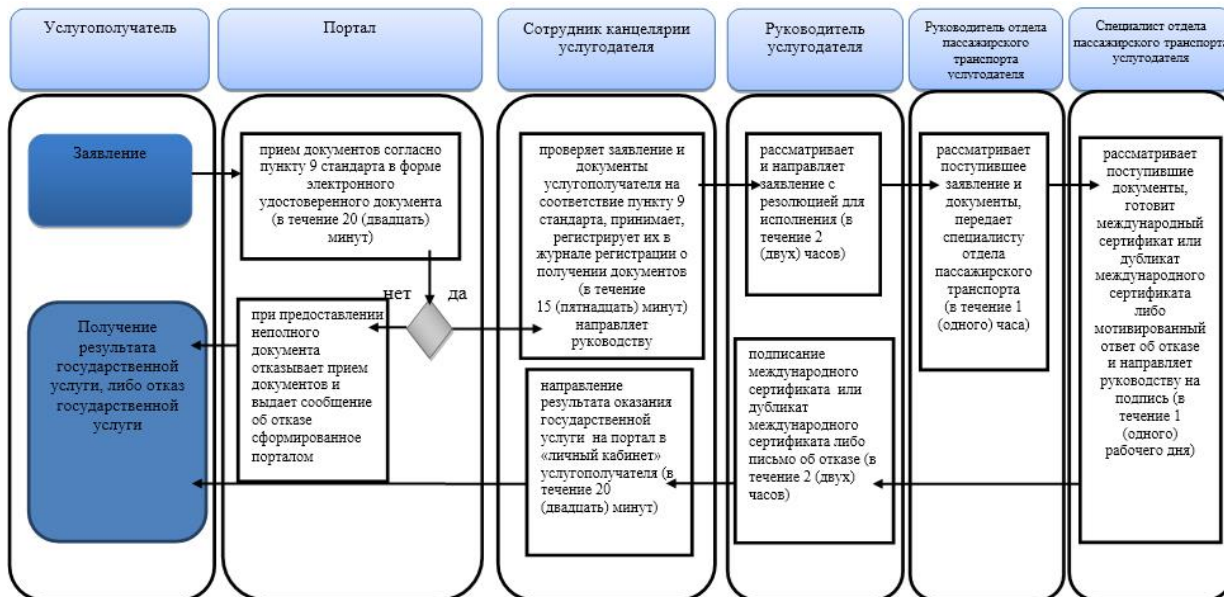 Услугополучатель
Портал
Сотрудник канцелярии
услугодателя
Руководитель
услугодателя
Руководитель отдела
пассажирского
транспорта
услугодателя
Специалист отдела
пассажирского транспорта
услугодателя
Заявление
прием документов согласно
пункту 9 стандарта в форме
электронного
удостоверенного документа
(в течение 20 (двадцать)
минут)
нет
да
при предоставлении
неполного
документа
отказывает прием
документов и
выдает сообщение
об отказе
сформированное
порталом
Получение
результата
государственной
услуги, либо отказ
государственной
услуги
проверяет заявление и
документы
услугополучателя на
соответствие пункту 9
стандарта, принимает,
регистрирует их в
журнале регистрации о
получении документов
(в течение
15 (пятнадцать) минут)
направляет
руководству
направление
результата оказания
государственной
услуги на портал в
«личный кабинет»
услугополучателя (в
течение 20
(двадцать) минут)
рассматривает
и направляет
заявление с
резолюцией для
исполнения (в
течение 2
(двух) часов)
подписание
международного
сертификата или
дубликат
международного
сертификата либо
письмо об отказе (в
течение 2 (двух)
часов)
рассматривает
поступившее
заявление и
документы,
передает
специалисту
отдела
пассажирского
транспорта
(в течение 1
(одного) часа)
рассматривает
поступившие
документы,
готовит
международный
сертификат или
дубликат
международного
сертификата
либо
мотивированный
ответ об отказе
и направляет
руководству на
подпись (в
течение 1
(одного)
рабочего дня)